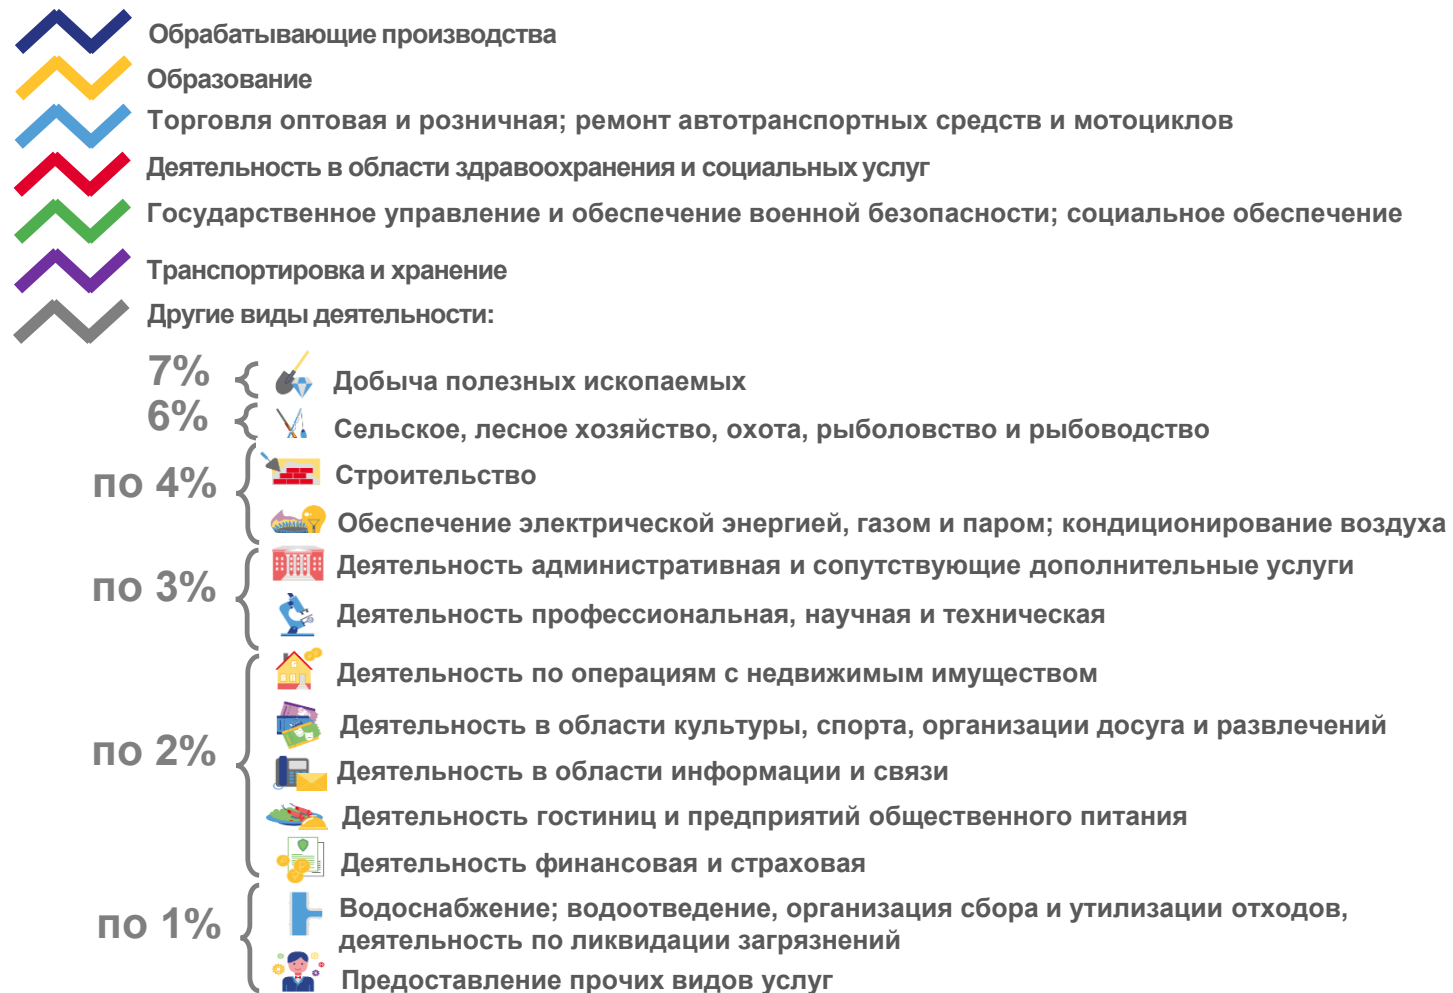 Обрабатывающие производства
Образование
Торговля оптовая и розничная; ремонт автотранспортных средств и мотоциклов
Деятельность в области здравоохранения и социальных услуг
Государственное управление и обеспечение военной безопасности; социальное обеспечение
Транспортировка и хранение
Другие виды деятельности:
7%
Добыча полезных ископаемых
6%
Сельское, лесное хозяйство, охота, рыболовство и рыбоводство
по 4%
Строительство
Обеспечение электрической энергией, газом и паром; кондиционирование воздуха
по 3%
Деятельность административная и сопутствующие дополнительные услуги
Деятельность профессиональная, научная и техническая
по 2%
Деятельность по операциям с недвижимым имуществом
Деятельность в области культуры, спорта, организации досуга и развлечений
Деятельность в области информации и связи
Деятельность гостиниц и предприятий общественного питания
Деятельность финансовая и страховая
по 1%
Водоснабжение; водоотведение, организация сбора и утилизации отходов,
деятельность по ликвидации загрязнений
Предоставление прочих видов услуг